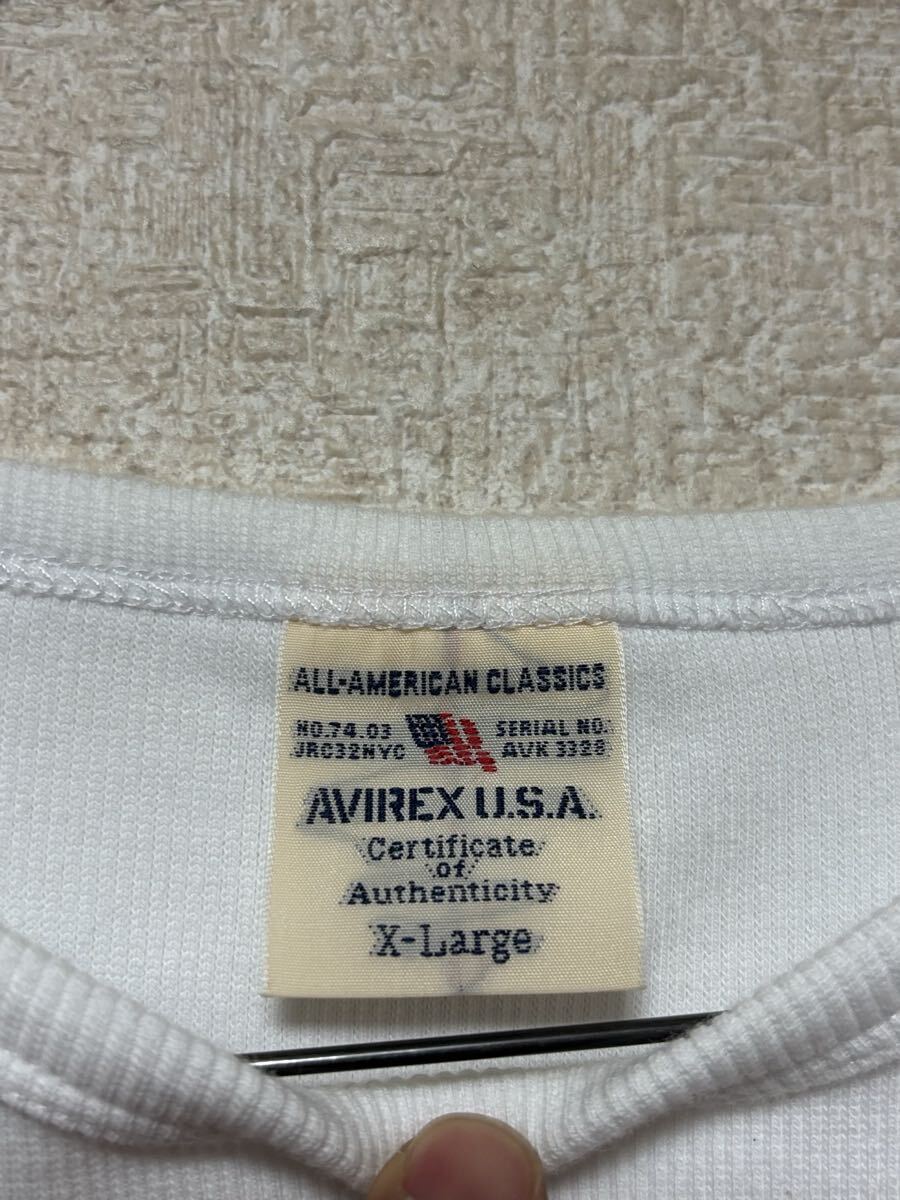 ALL-AMERICAN CLASSICS
NO.74.03 SERIAL NO.
JRC32NYC AVK 3328
AVIREX U.S.A.
Certificate
of
Authenticity
X-Large